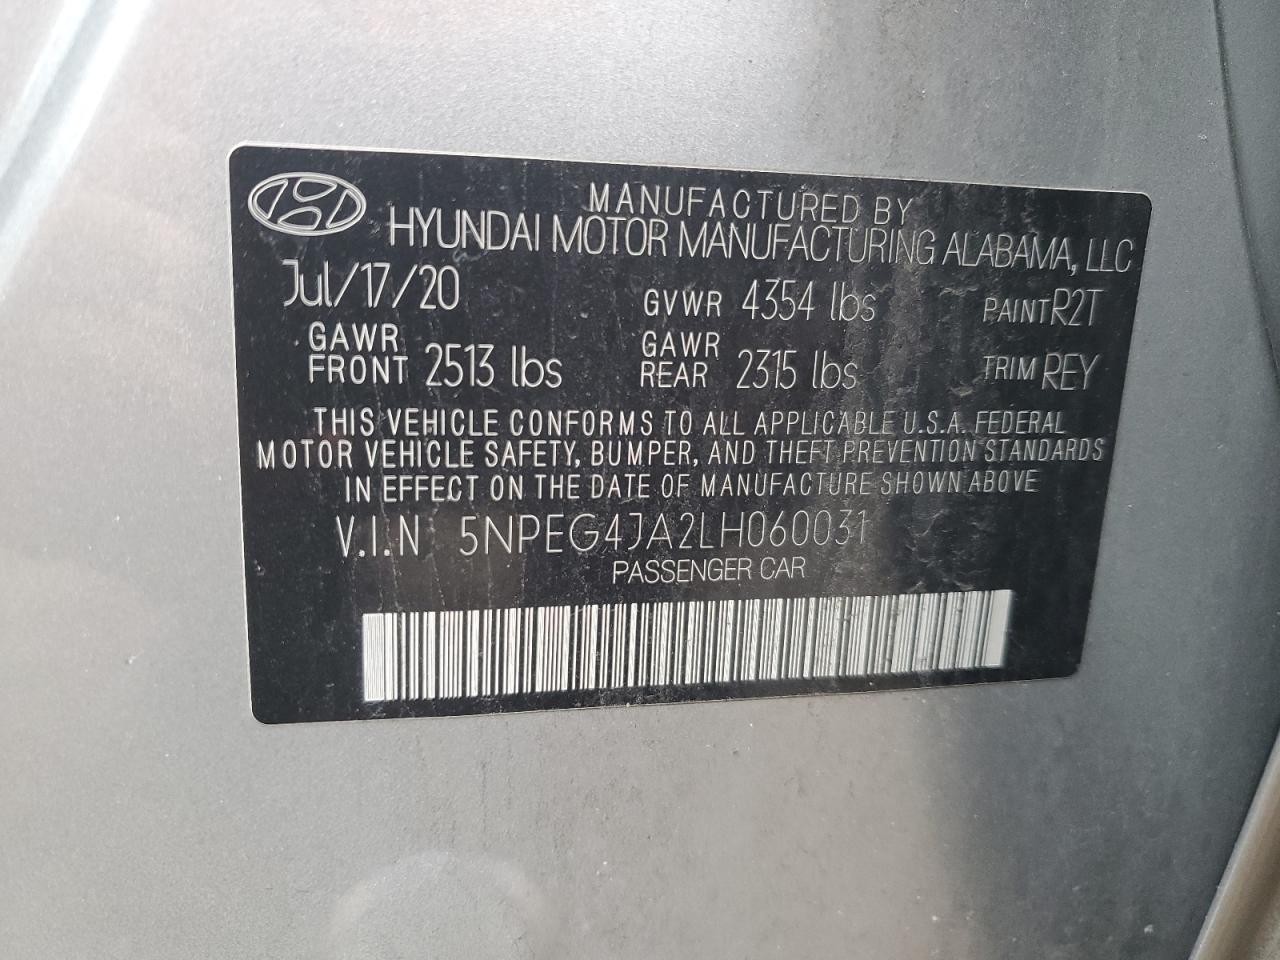 MANUFACTURED BY
HYUNDAI MOTOR MANUFACTURING ALABAMA, LLC
Jul/17/20 GVWR 4354 lbs PAINT R2T
GAWR FRONT 2513 lbs GAWR REAR 2315 lbs TRIM REY
THIS VEHICLE CONFORMS TO ALL APPLICABLE U.S.A. FEDERAL
MOTOR VEHICLE SAFETY, BUMPER, AND THEFT PREVENTION STANDARDS
IN EFFECT ON THE DATE OF MANUFACTURE SHOWN ABOVE
V.I.N 5NPEG4JA2LH060031
PASSENGER CAR